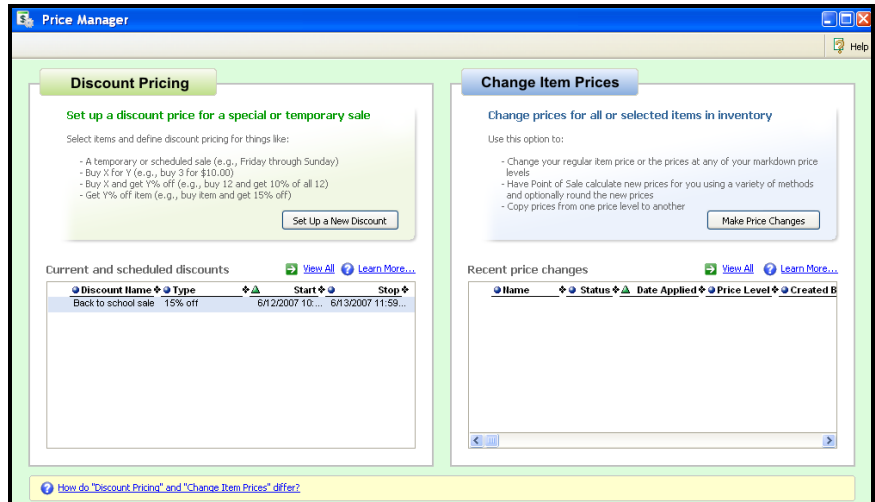 Price Manager
Help
Discount Pricing
Set up a discount price for a special or temporary sale
Select items and define discount pricing for things like:
- A temporary or scheduled sale (e.g., Friday through Sunday)
- Buy X for Y (e.g., buy 3 for $10.00)
- Buy X and get Y% off (e.g., buy 12 and get 10% of all 12)
- Get Y% off item (e.g., buy item and get 15% off)
Set Up a New Discount
Current and scheduled discounts View All Learn More...
Discount Name Type Start Stop
Back to school sale 15% off 6/12/2007 10:... 6/13/2007 11:59...
Change Item Prices
Change prices for all or selected items in inventory
Use this option to:
- Change your regular item price or the prices at any of your markdown price
levels
- Have Point of Sale calculate new prices for you using a variety of methods
and optionally round the new prices
- Copy prices from one price level to another
Make Price Changes
Recent price changes View All Learn More...
Name Status Date Applied Price Level Created B
How do "Discount Pricing" and "Change Item Prices" differ?